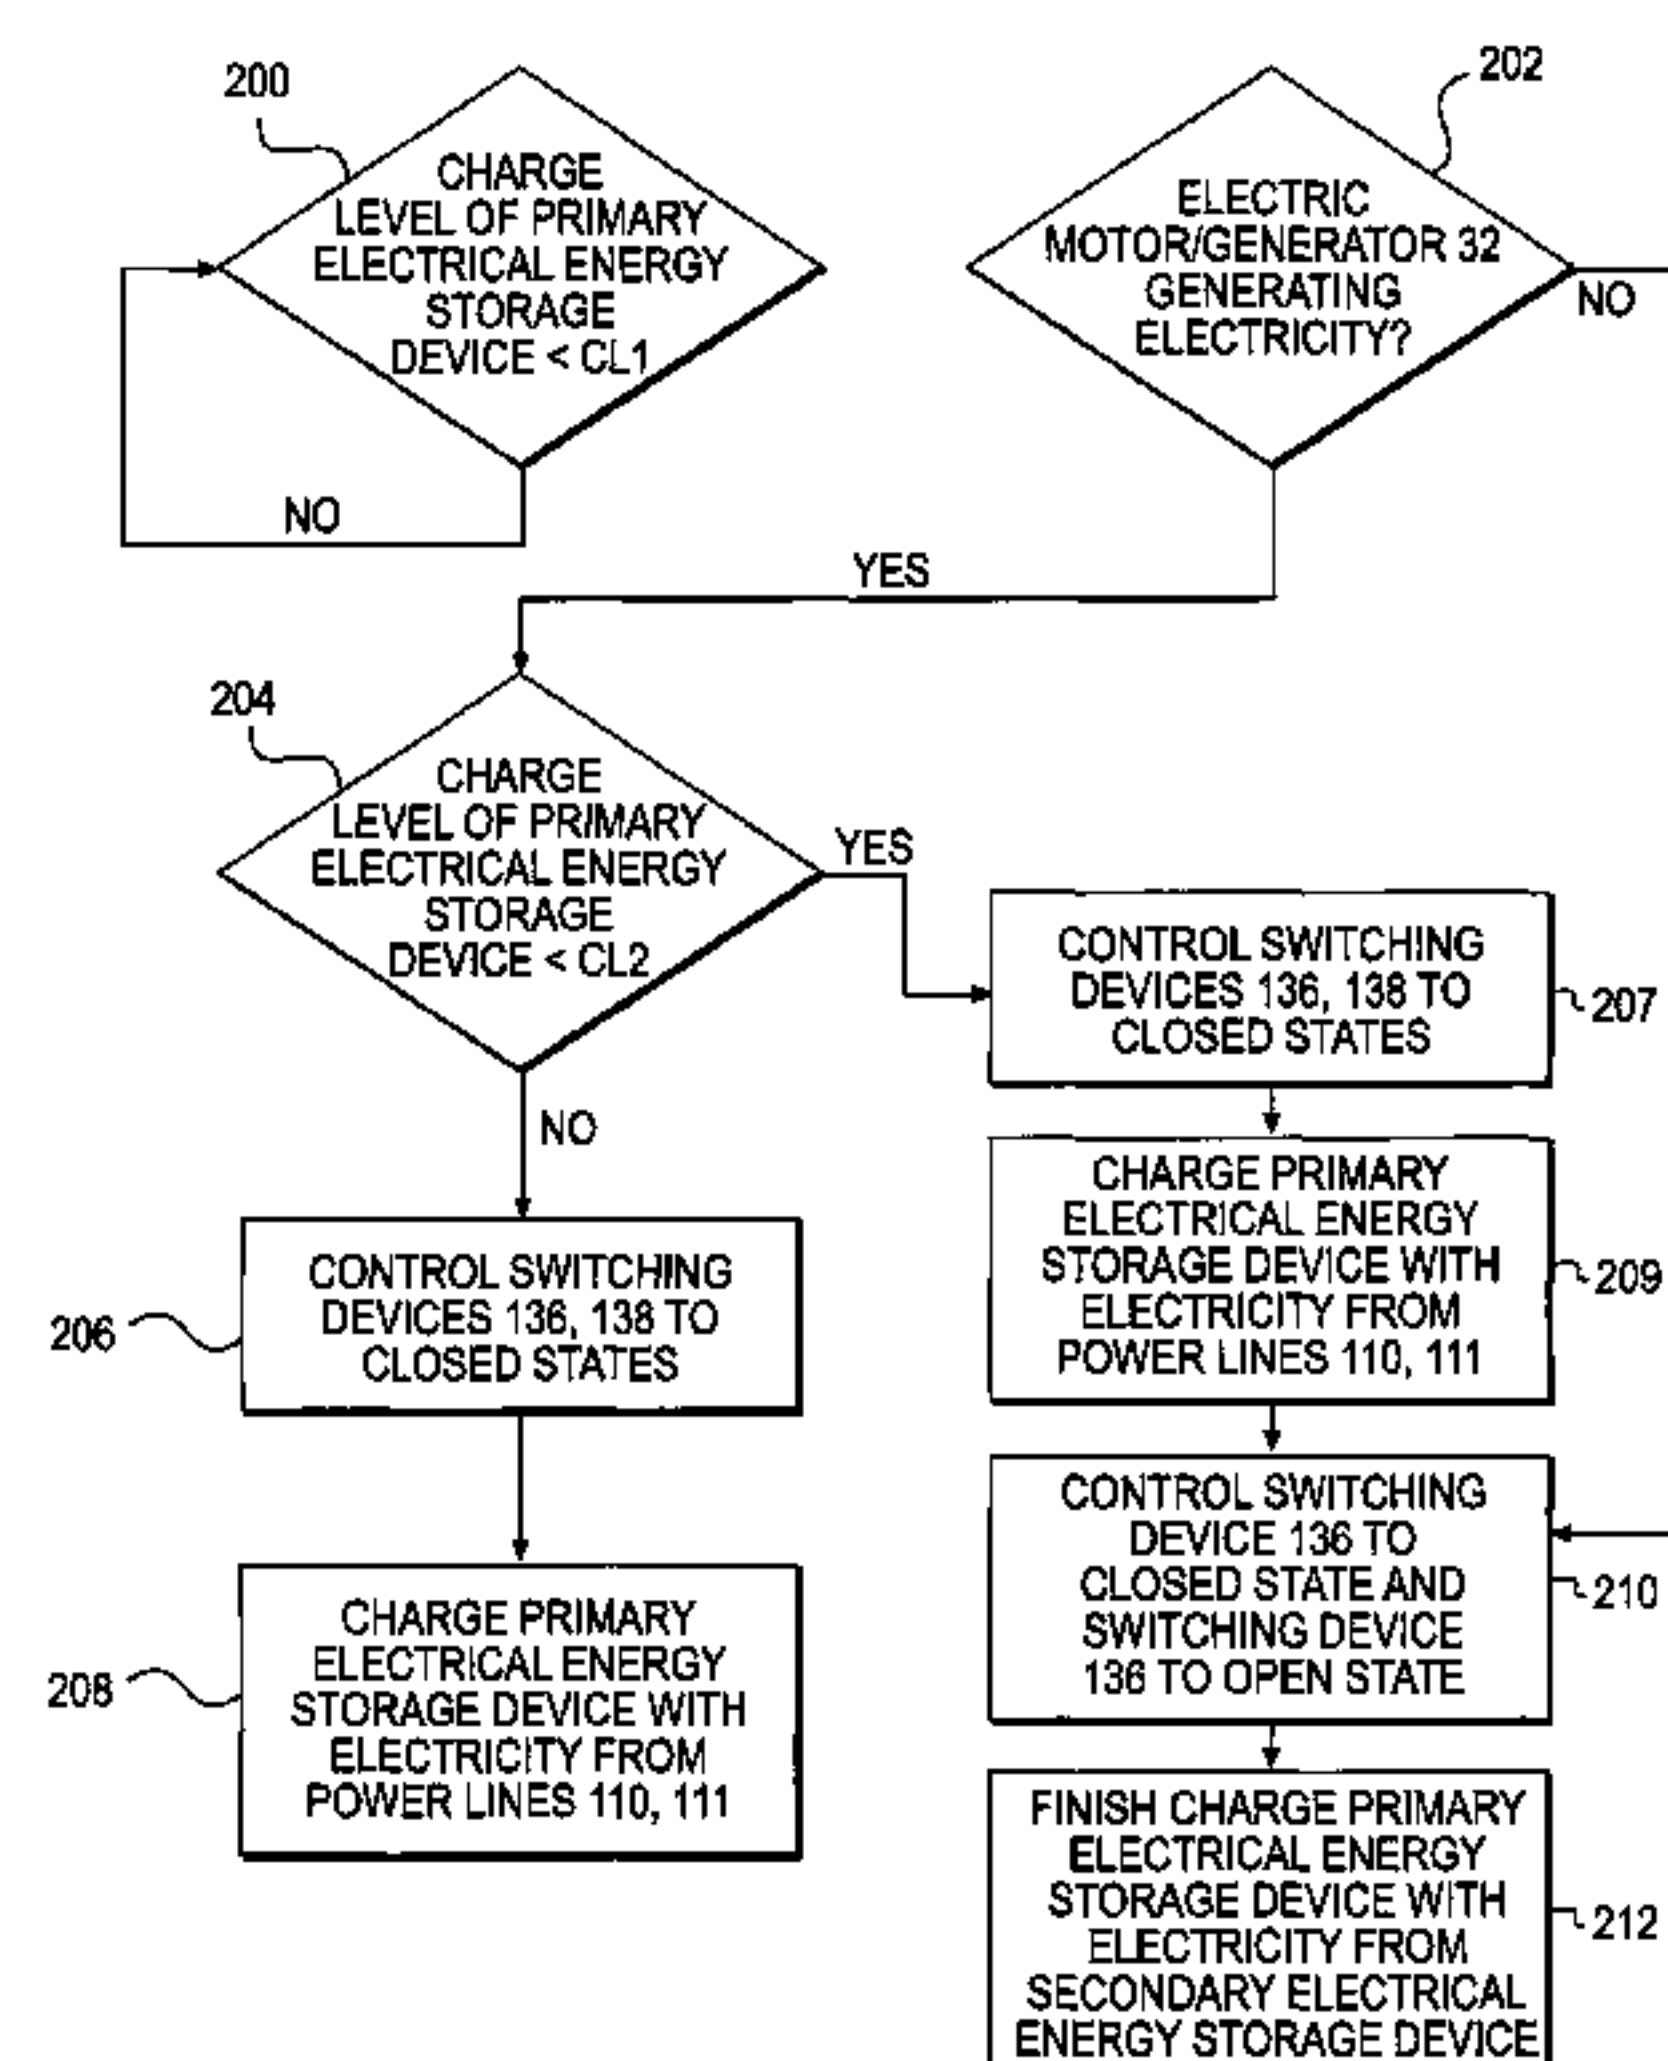 200
CHARGE
LEVEL OF PRIMARY
ELECTRICAL ENERGY
STORAGE
DEVICE < CL1
NO
202
ELECTRIC
MOTOR/GENERATOR 32
GENERATING
ELECTRICITY?
NO
YES
204
CHARGE
LEVEL OF PRIMARY
ELECTRICAL ENERGY
STORAGE
DEVICE < CL2
YES
NO
CONTROL SWITCHING
DEVICES 136, 138 TO
CLOSED STATES
207
CHARGE PRIMARY
ELECTRICAL ENERGY
STORAGE DEVICE WITH
ELECTRICITY FROM
POWER LINES 110, 111
209
206
CONTROL SWITCHING
DEVICES 136, 138 TO
CLOSED STATES
CONTROL SWITCHING
DEVICE 136 TO
CLOSED STATE AND
SWITCHING DEVICE
136 TO OPEN STATE
210
208
CHARGE PRIMARY
ELECTRICAL ENERGY
STORAGE DEVICE WITH
ELECTRICITY FROM
POWER LINES 110, 111
FINISH CHARGE PRIMARY
ELECTRICAL ENERGY
STORAGE DEVICE WITH
ELECTRICITY FROM
SECONDARY ELECTRICAL
ENERGY STORAGE DEVICE
212